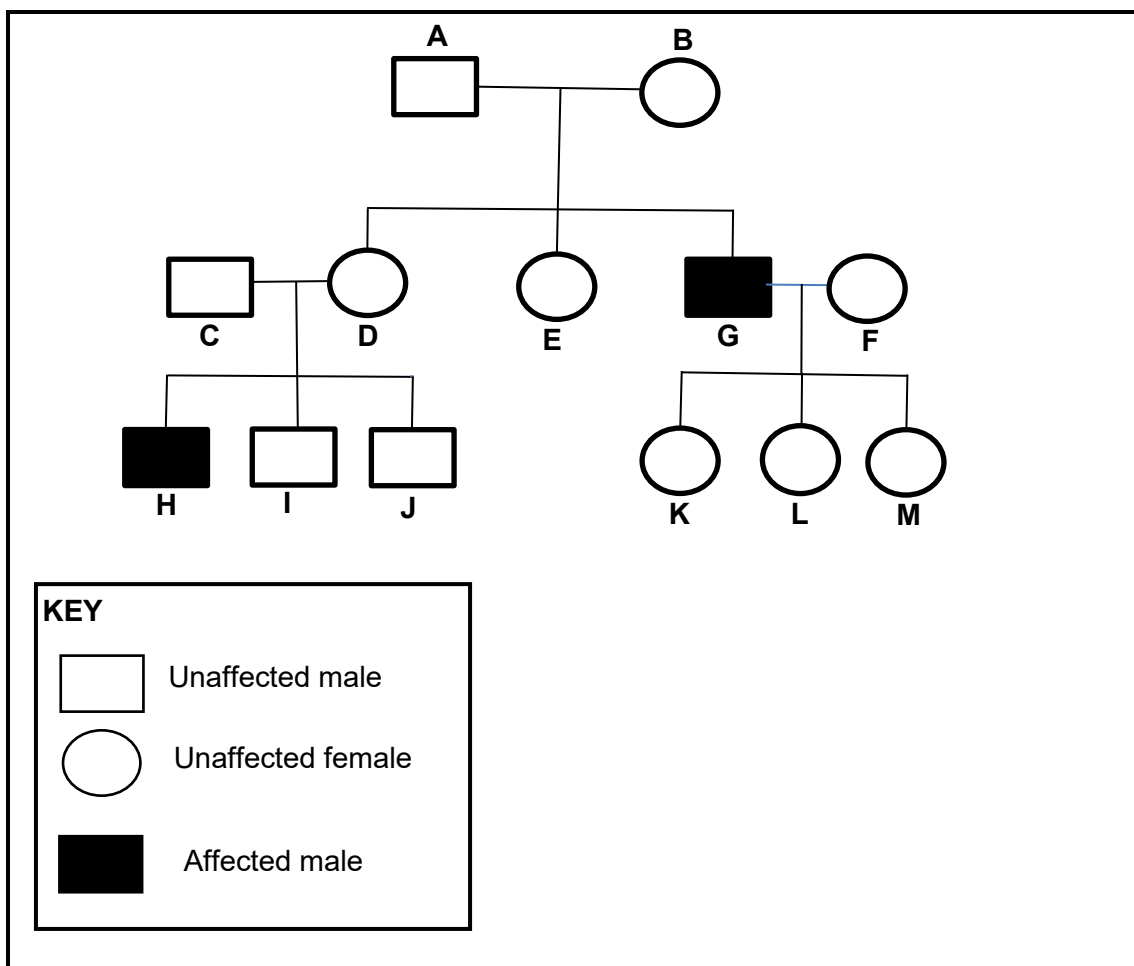 A B
C D E G F
H I J K L M
KEY
Unaffected male
Unaffected female
Affected male